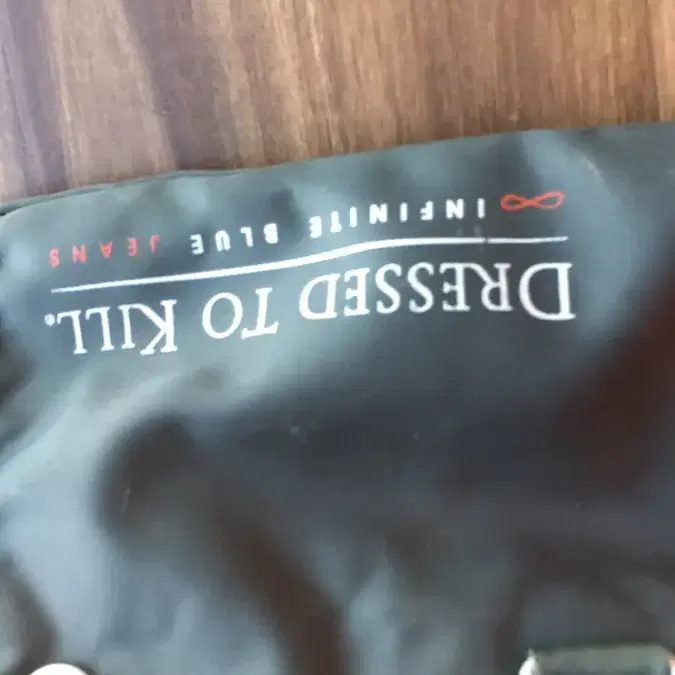 DRESSED TO KILL®
INFINITE BLUE JEANS